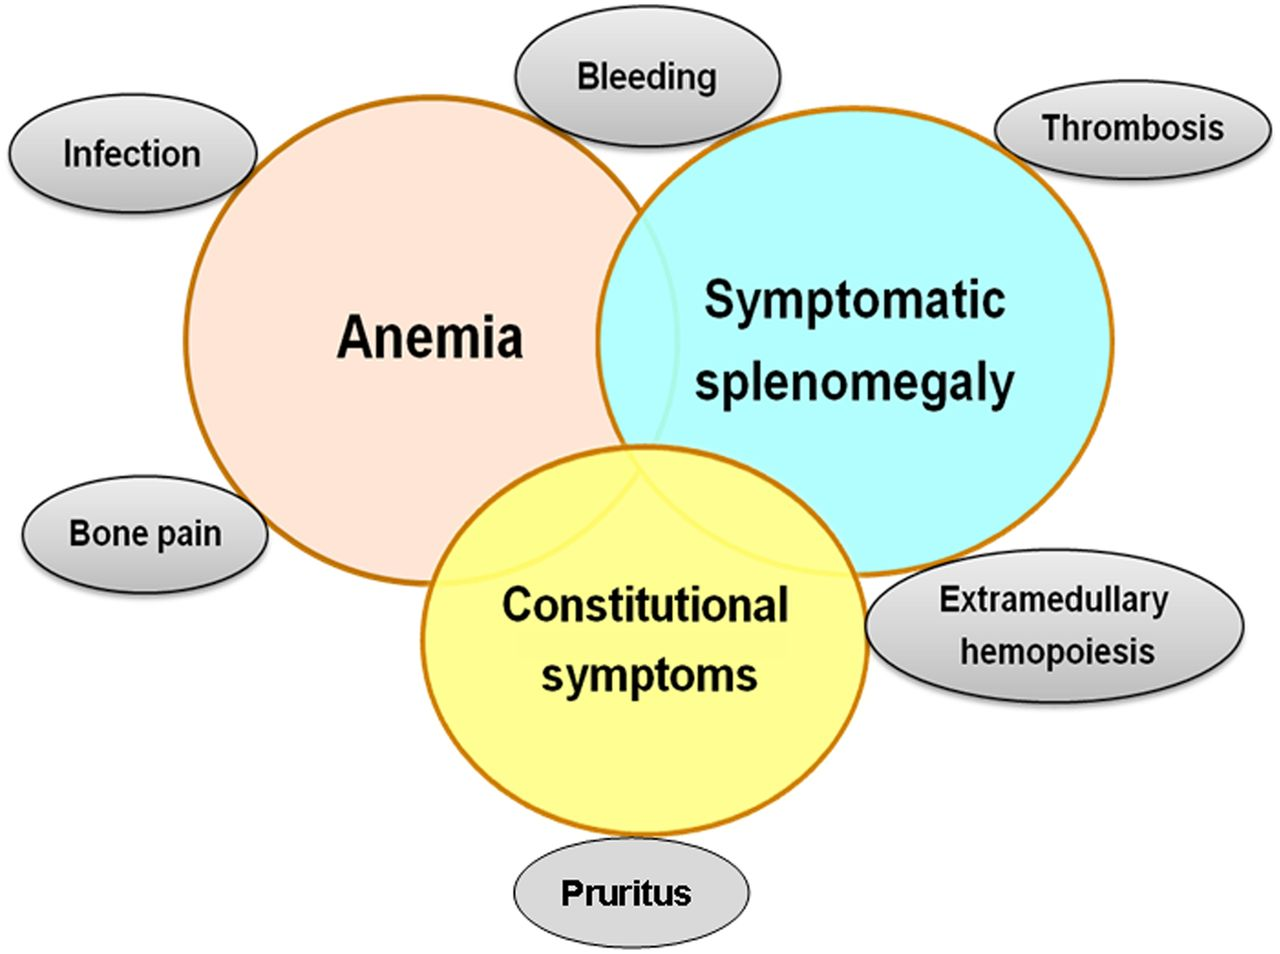 Bleeding
Thrombosis
Infection
Anemia
Symptomatic
splenomegaly
Bone pain
Constitutional
symptoms
Extramedullary
hemopoiesis
Pruritus